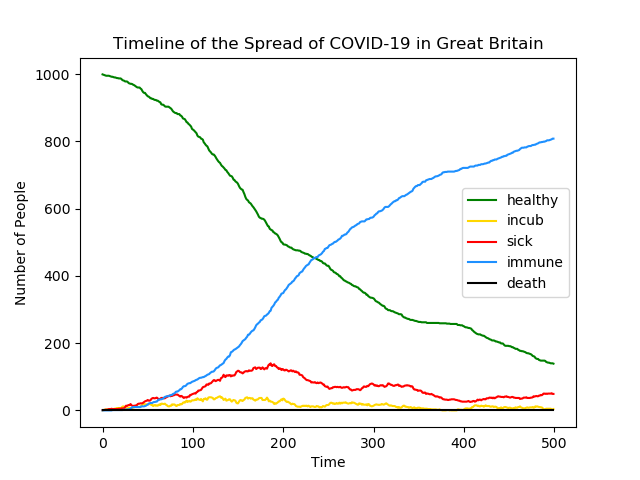 Timeline of the Spread of COVID-19 in Great Britain
Number of People
1000
800
600
400
200
0
healthy
incub
sick
immune
death
0 100 200 300 400 500
Time